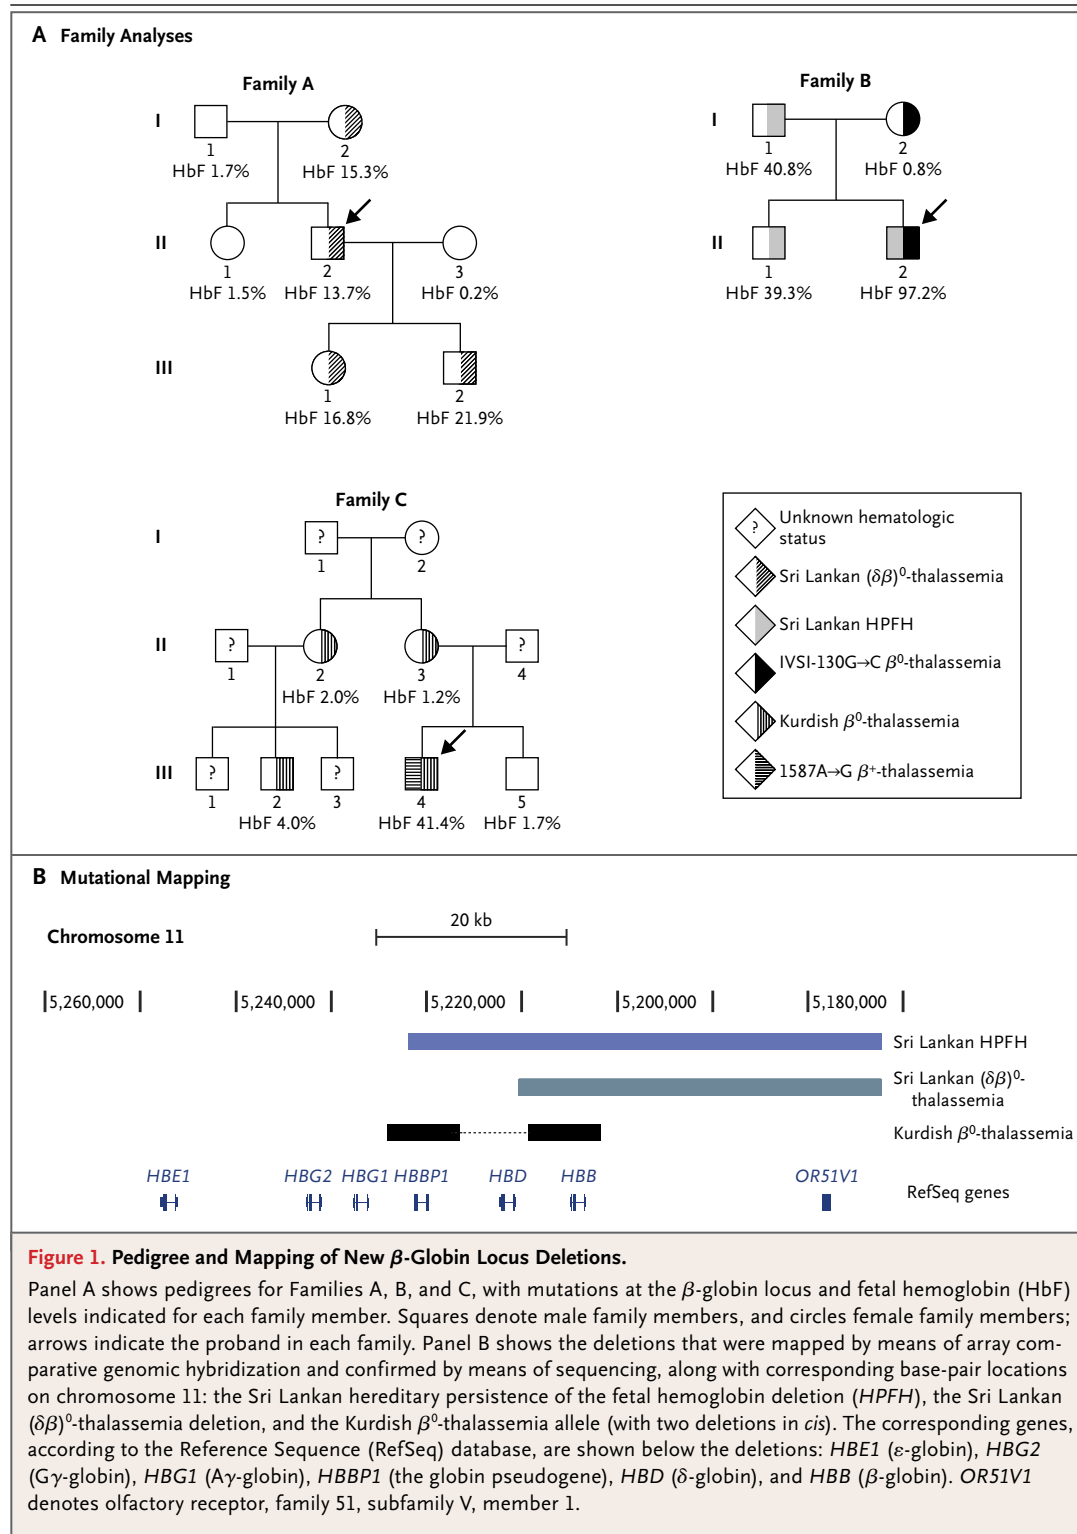 A Family Analyses
Family A
I
1
HbF 1.7%
2
HbF 15.3%
II
1
HbF 1.5%
2
HbF 13.7%
3
HbF 0.2%
III
1
HbF 16.8%
2
HbF 21.9%
Family B
I
1
HbF 40.8%
2
HbF 0.8%
II
1
HbF 39.3%
2
HbF 97.2%
Family C
I
?
1
?
2
II
?
1
2
HbF 2.0%
3
HbF 1.2%
?
4
III
?
1
2
HbF 4.0%
?
3
4
HbF 41.4%
5
HbF 1.7%
? Unknown hematologic
status
Sri Lankan (δβ)⁰-thalassemia
Sri Lankan HPFH
IVSI-130G→C β⁰-thalassemia
Kurdish β⁰-thalassemia
1587A→G β⁺-thalassemia
B Mutational Mapping
20 kb
Chromosome 11
5,260,000 5,240,000 5,220,000 5,200,000 5,180,000
Sri Lankan HPFH
Sri Lankan (δβ)⁰-
thalassemia
Kurdish β⁰-thalassemia
HBE1 HBG2 HBG1 HBBP1 HBD HBB OR51V1
RefSeq genes
Figure 1. Pedigree and Mapping of New β-Globin Locus Deletions.
Panel A shows pedigrees for Families A, B, and C, with mutations at the β-globin locus and fetal hemoglobin (HbF)
levels indicated for each family member. Squares denote male family members, and circles female family members;
arrows indicate the proband in each family. Panel B shows the deletions that were mapped by means of array com-
parative genomic hybridization and confirmed by means of sequencing, along with corresponding base-pair locations
on chromosome 11: the Sri Lankan hereditary persistence of the fetal hemoglobin deletion (HPFH), the Sri Lankan
(δβ)⁰-thalassemia deletion, and the Kurdish β⁰-thalassemia allele (with two deletions in cis). The corresponding genes,
according to the Reference Sequence (RefSeq) database, are shown below the deletions: HBE1 (ε-globin), HBG2
(Gγ-globin), HBG1 (Aγ-globin), HBBP1 (the globin pseudogene), HBD (δ-globin), and HBB (β-globin). OR51V1
denotes olfactory receptor, family 51, subfamily V, member 1.